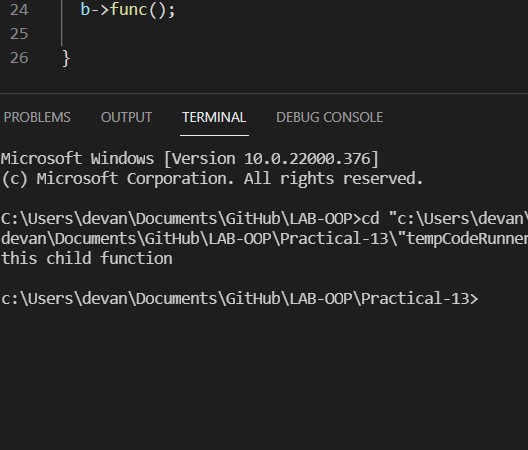 24 b->func();
25
26 }
PROBLEMS OUTPUT TERMINAL DEBUG CONSOLE
Microsoft Windows [Version 10.0.22000.376]
(c) Microsoft Corporation. All rights reserved.
C:\Users\devan\Documents\GitHub\LAB-OOP>cd "c:\Users\devan\
devan\Documents\GitHub\LAB-OOP\Practical-13\"tempCodeRunner
this child function
c:\Users\devan\Documents\GitHub\LAB-OOP\Practical-13>